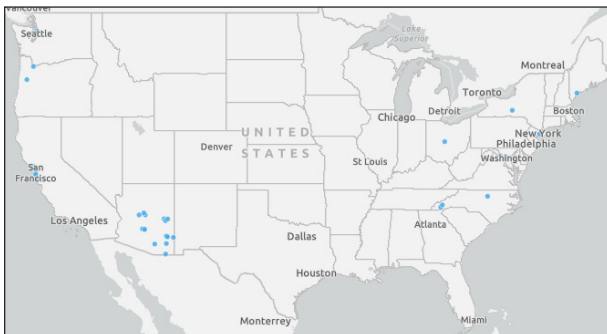 Vancouver
Seattle
Lake
Superior
Montreal
Toronto
Boston
Detroit
Chicago
New York
Philadelphia
UNITED
STATES
Denver
St Louis
Washington
San
Francisco
Los Angeles
Atlanta
Dallas
Houston
Monterrey
Miami